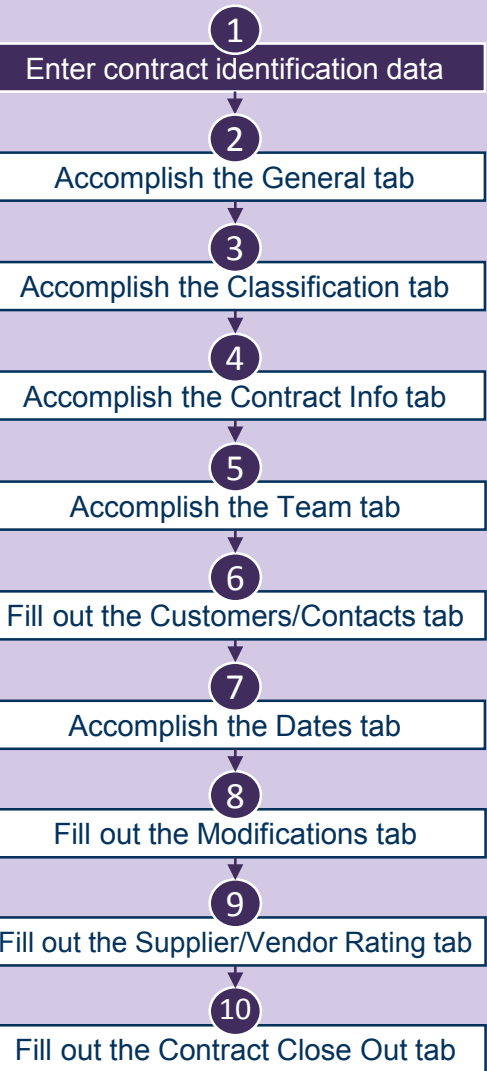 1
Enter contract identification data
2
Accomplish the General tab
3
Accomplish the Classification tab
4
Accomplish the Contract Info tab
5
Accomplish the Team tab
6
Fill out the Customers/Contacts tab
7
Accomplish the Dates tab
8
Fill out the Modifications tab
9
Fill out the Supplier/Vendor Rating tab
10
Fill out the Contract Close Out tab